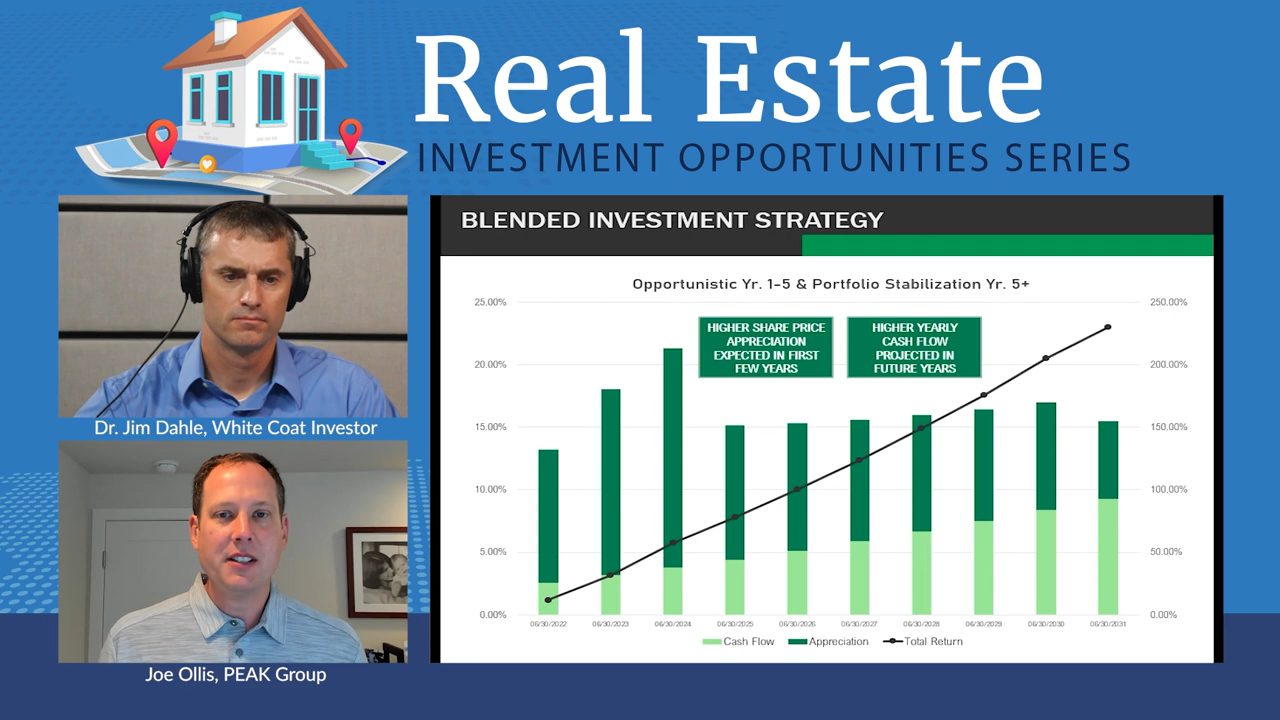 Real Estate
INVESTMENT OPPORTUNITIES SERIES
Dr. Jim Dahle, White Coat Investor
Joe Ollis, PEAK Group
BLENDED INVESTMENT STRATEGY
Opportunistic Yr. 1-5 & Portfolio Stabilization Yr. 5+
HIGHER SHARE PRICE
APPRECIATION
EXPECTED IN FIRST
FEW YEARS
HIGHER YEARLY
CASH FLOW
PROJECTED IN
FUTURE YEARS
25.00%
20.00%
15.00%
10.00%
5.00%
0.00%
250.00%
200.00%
150.00%
100.00%
50.00%
0.00%
06/30/2022 06/30/2023 06/30/2024 06/30/2025 06/30/2026 06/30/2027 06/30/2028 06/30/2029 06/30/2030 06/30/2031
Cash Flow Appreciation Total Return